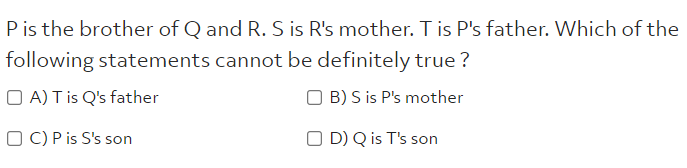 P is the brother of Q and R. S is R's mother. T is P's father. Which of the
following statements cannot be definitely true ?
A) T is Q's father
B) S is P's mother
C) P is S's son
D) Q is T's son